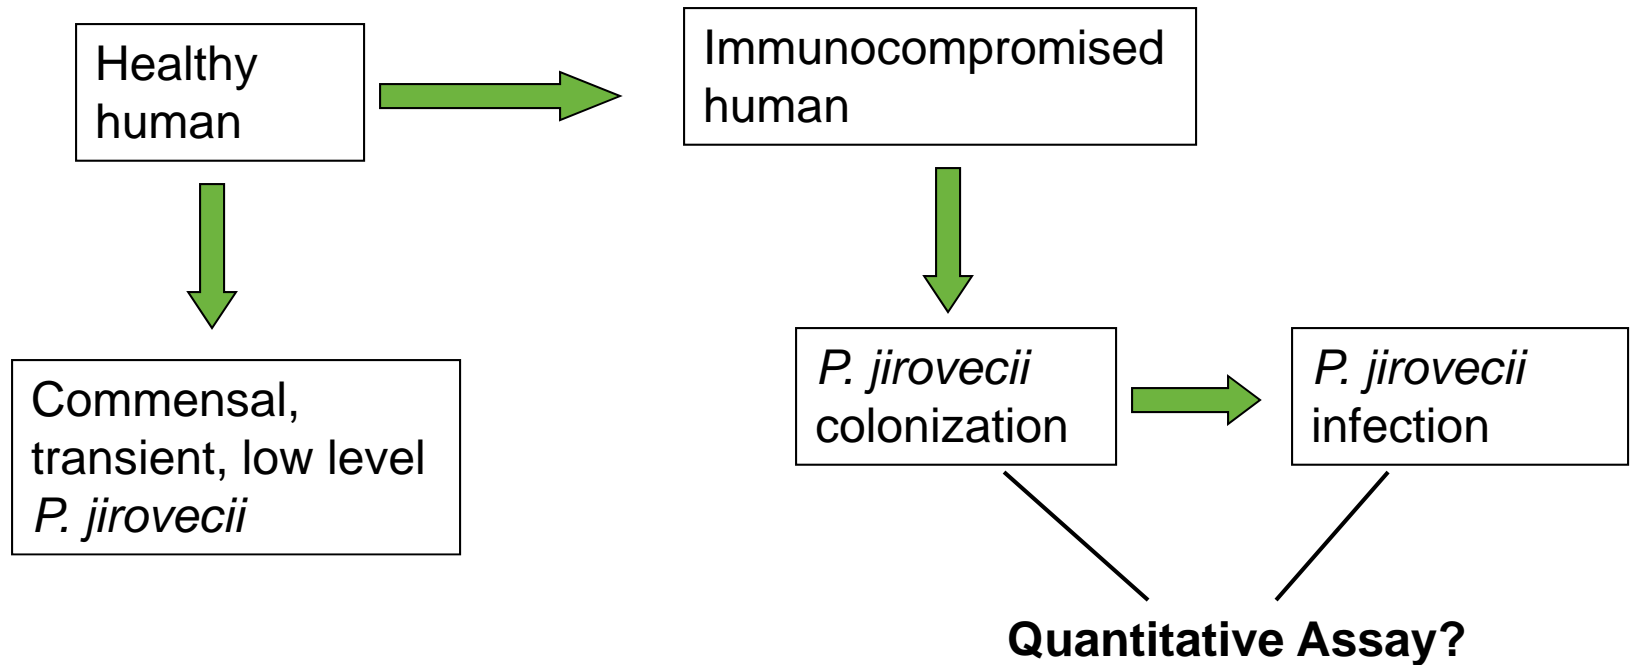 Healthy
human
Immunocompromised
human
Commensal,
transient, low level
P. jirovecii
P. jirovecii
colonization
P. jirovecii
infection
Quantitative Assay?